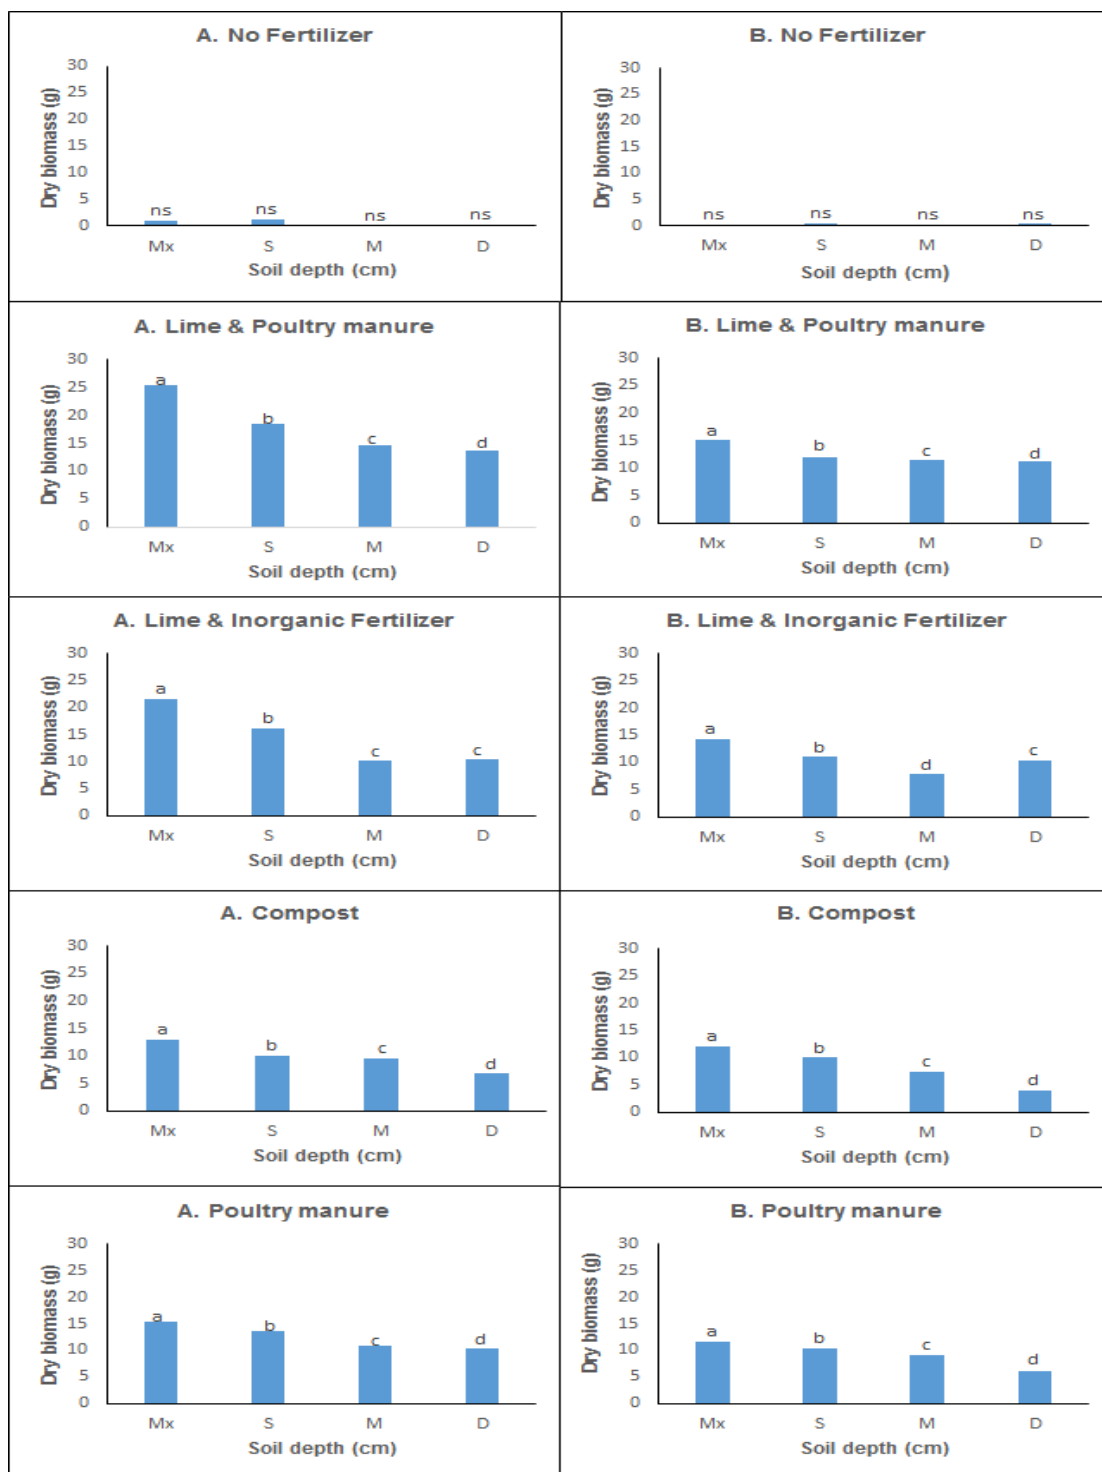 A. No Fertilizer
Dry biomass (g)
30
25
20
15
10
5
0
ns ns ns ns
Mx S M D
Soil depth (cm)
B. No Fertilizer
Dry biomass (g)
30
25
20
15
10
5
0
ns ns ns ns
Mx S M D
Soil depth (cm)
A. Lime & Poultry manure
Dry biomass (g)
30
25
20
15
10
5
0
a b c d
Mx S M D
Soil depth (cm)
B. Lime & Poultry manure
Dry biomass (g)
30
25
20
15
10
5
0
a b c d
Mx S M D
Soil depth (cm)
A. Lime & Inorganic Fertilizer
Dry biomass (g)
30
25
20
15
10
5
0
a b c c
Mx S M D
Soil depth (cm)
B. Lime & Inorganic Fertilizer
Dry biomass (g)
30
25
20
15
10
5
0
a b d c
Mx S M D
Soil depth (cm)
A. Compost
Dry biomass (g)
30
25
20
15
10
5
0
a b c d
Mx S M D
Soil depth (cm)
B. Compost
Dry biomass (g)
30
25
20
15
10
5
0
a b c d
Mx S M D
Soil depth (cm)
A. Poultry manure
Dry biomass (g)
30
25
20
15
10
5
0
a b c d
Mx S M D
Soil depth (cm)
B. Poultry manure
Dry biomass (g)
30
25
20
15
10
5
0
a b c d
Mx S M D
Soil depth (cm)